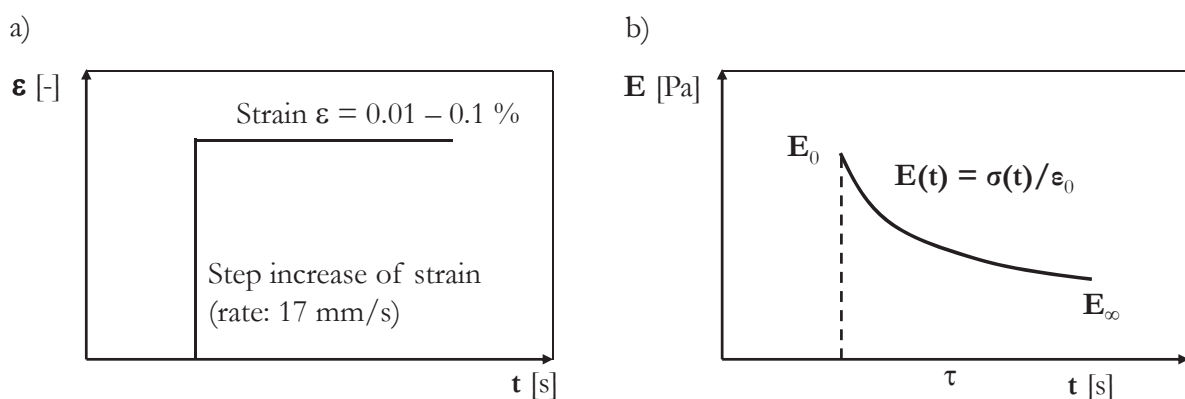 a)
ε [-]
Strain ε = 0.01 – 0.1 %
Step increase of strain
(rate: 17 mm/s)
t [s]
b)
E [Pa]
E₀
E(t) = σ(t)/ε₀
E∞
τ
t [s]